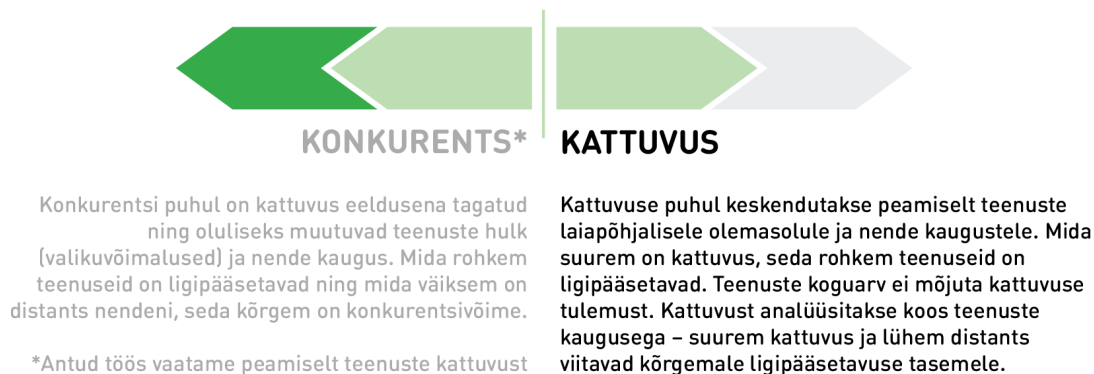 KONKURENTS*
Konkurentsi puhul on kattuvus eeldusena tagatud
ning oluliseks muutuvad teenuste hulk
(valikuvõimalused) ja nende kaugus. Mida rohkem
teenuseid on ligipääsetavad ning mida väiksem on
distants nendeni, seda kõrgem on konkurentsivõime.
*Antud töös vaatame peamiselt teenuste kattuvust
KATTUVUS
Kattuvuse puhul keskendutakse peamiselt teenuste
laiapõhjalisele olemasolule ja nende kaugustele. Mida
suurem on kattuvus, seda rohkem teenuseid on
ligipääsetavad. Teenuste koguarv ei mõjuta kattuvuse
tulemust. Kattuvust analüüsitakse koos teenuste
kaugusega – suurem kattuvus ja lühem distants
viitavad kõrgemale ligipääsetavuse tasemele.